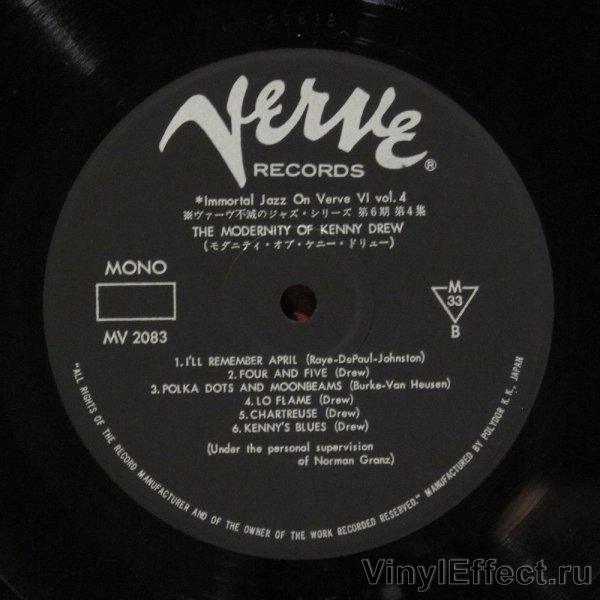 VERVE ®
RECORDS
*Immortal Jazz On Verve VI vol.4
※ヴァーヴ不滅のジャズ・シリーズ 第6期 第4集
THE MODERNITY OF KENNY DREW
(モダニティ・オブ・ケニー・ドリュー)
MONO
MV 2083
M
33
B
1. I'LL REMEMBER APRIL (Raye-DePaul-Johnston)
2. FOUR AND FIVE (Drew)
3. POLKA DOTS AND MOONBEAMS (Burke-Van Heusen)
4. LO FLAME (Drew)
5. CHARTREUSE (Drew)
6. KENNY'S BLUES (Drew)
(Under the personal supervision
of Norman Granz)
"ALL RIGHTS OF THE RECORD MANUFACTURER AND OF THE OWNER OF THE WORK RECORDED RESERVED." MANUFACTURED BY POLYDOR K.K., JAPAN
VinylEffect.ru